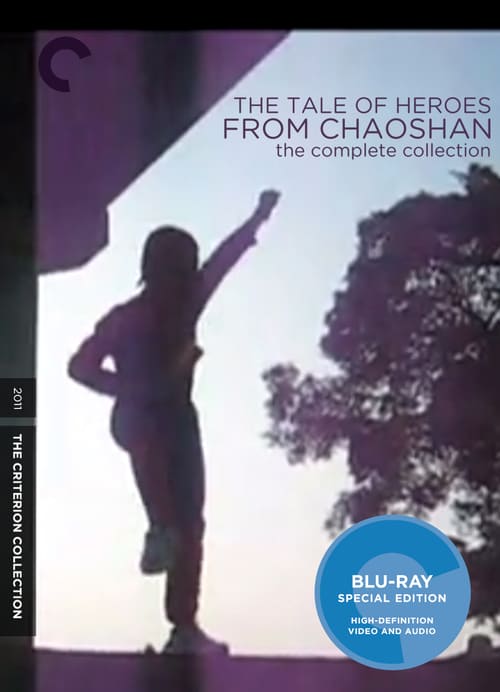 THE TALE OF HEROES
FROM CHAOSHAN
the complete collection
2011
THE CRITERION COLLECTION
BLU-RAY
SPECIAL EDITION
HIGH-DEFINITION
VIDEO AND AUDIO